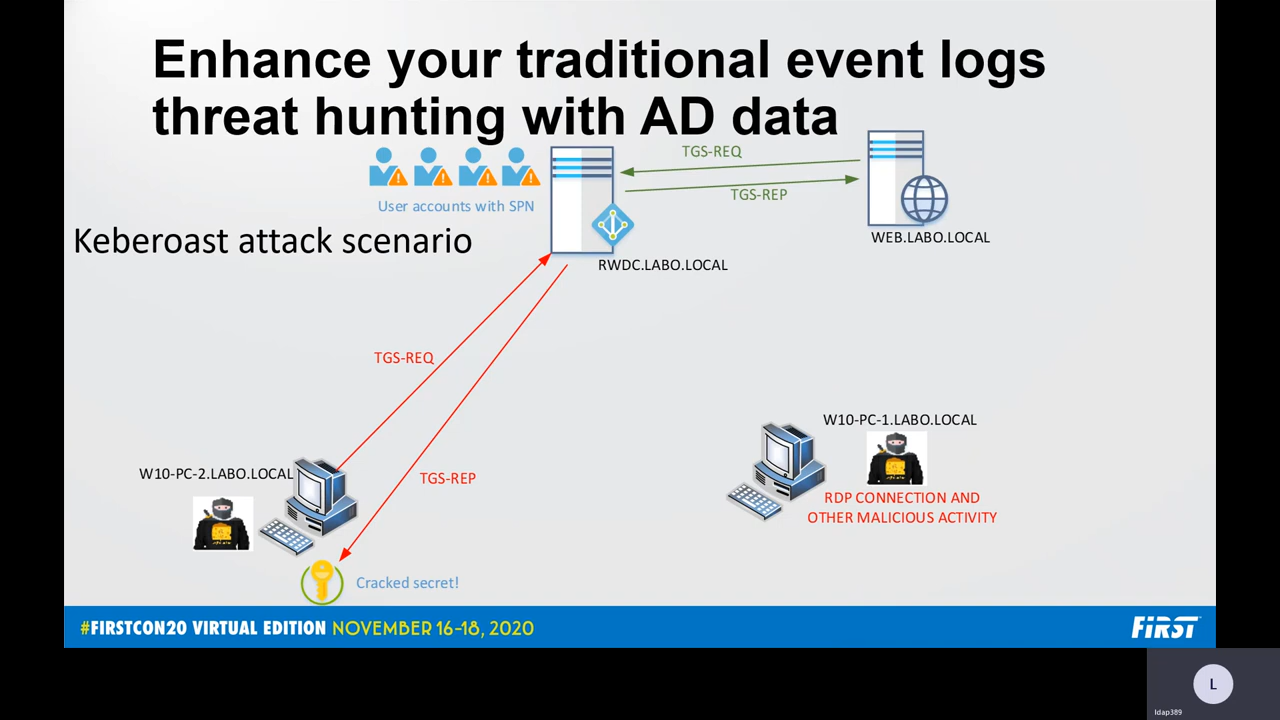 Enhance your traditional event logs
threat hunting with AD data
TGS-REQ
TGS-REP
User accounts with SPN
WEB.LABO.LOCAL
Keberoast attack scenario
RWDC.LABO.LOCAL
TGS-REQ
W10-PC-1.LABO.LOCAL
W10-PC-2.LABO.LOCAL
TGS-REP
RDP CONNECTION AND
OTHER MALICIOUS ACTIVITY
Cracked secret!
#FIRSTCON20 VIRTUAL EDITION NOVEMBER 16-18, 2020
FIRST
L
ldap389